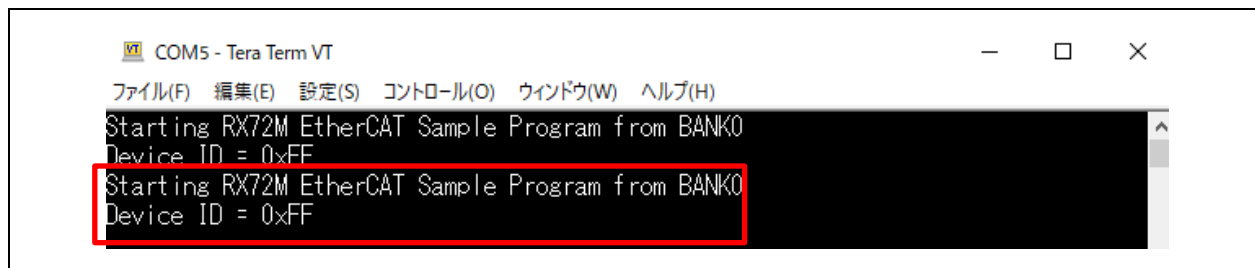 VT COM5 - Tera Term VT
ファイル(F) 編集(E) 設定(S) コントロール(O) ウィンドウ(W) ヘルプ(H)
Starting RX72M EtherCAT Sample Program from BANK0
Device ID = 0xFF
Starting RX72M EtherCAT Sample Program from BANK0
Device ID = 0xFF